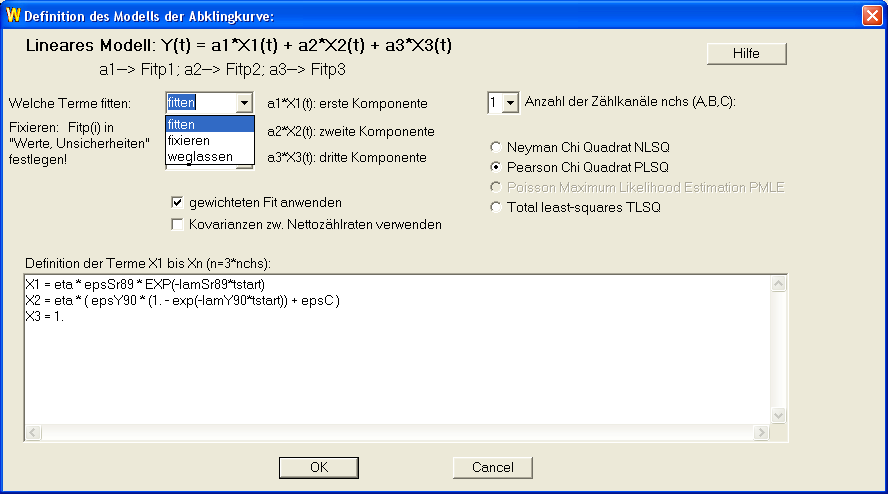 Definition des Modells der Abklingkurve:
Lineares Modell: Y(t) = a1*X1(t) + a2*X2(t) + a3*X3(t)
a1--> Fitp1; a2--> Fitp2; a3--> Fitp3
Hilfe
Welche Terme fitten:
fitten
a1*X1(t): erste Komponente
1
Anzahl der Zählkanäle nchs (A,B,C):
Fixieren: Fitp(i) in
"Werte, Unsicherheiten"
festlegen!
fitten
fixieren
weglassen
a2*X2(t): zweite Komponente
a3*X3(t): dritte Komponente
Neyman Chi Quadrat NLSQ
Pearson Chi Quadrat PLSQ
Poisson Maximum Likelihood Estimation PMLE
Total least-squares TLSQ
gewichteten Fit anwenden
Kovarianzen zw. Nettozählraten verwenden
Definition der Terme X1 bis Xn (n=3*nchs):
X1 = eta * epsSr89 * EXP(-lamSr89*tstart)
X2 = eta * ( epsY90 * (1. - exp(-lamY90*tstart)) + epsC )
X3 = 1.
OK
Cancel